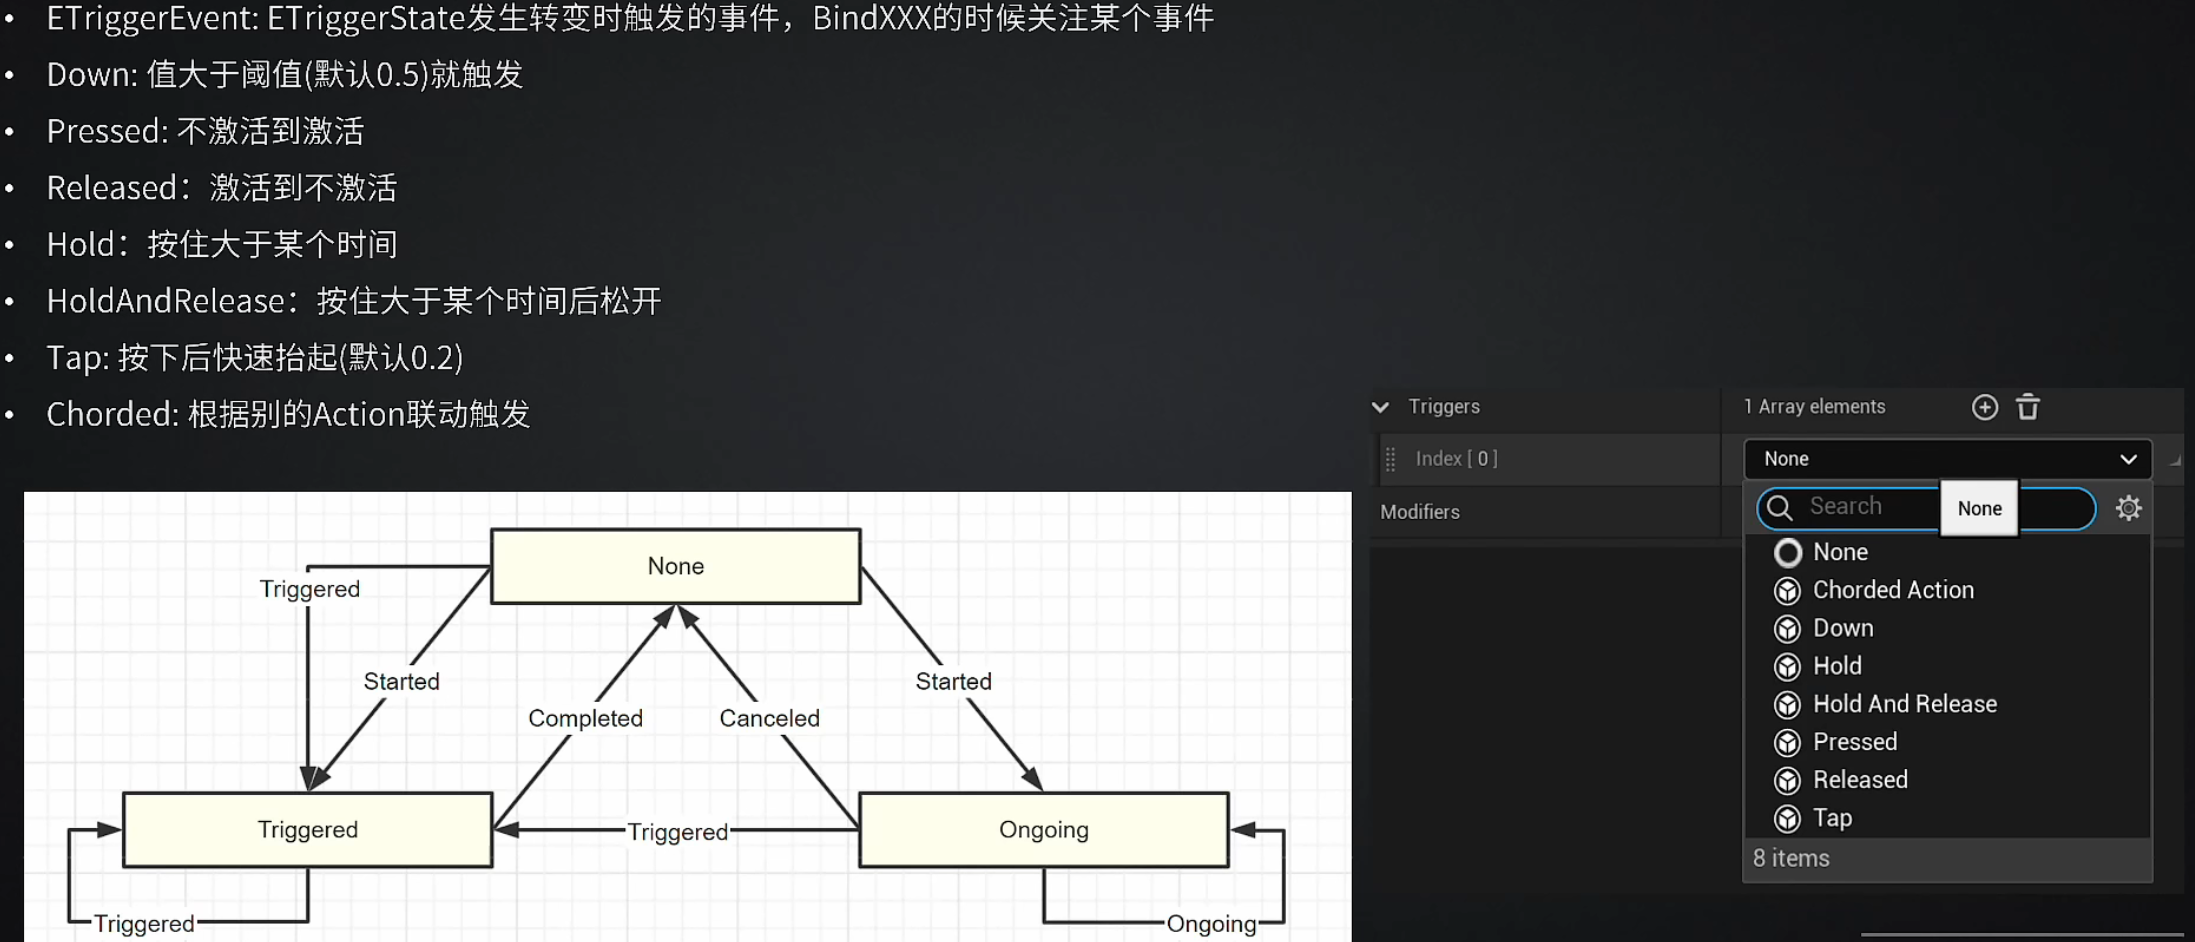 • ETriggerEvent: ETriggerState发生转变时触发的事件，BindXXX的时候关注某个事件
• Down: 值大于阈值(默认0.5)就触发
• Pressed: 不激活到激活
• Released：激活到不激活
• Hold：按住大于某个时间
• HoldAndRelease：按住大于某个时间后松开
• Tap: 按下后快速抬起(默认0.2)
• Chorded: 根据别的Action联动触发
None
Triggered
Started
Started
Completed
Canceled
Triggered
Triggered
Ongoing
Triggered
Ongoing
Triggers
1 Array elements
Index [ 0 ]
None
Modifiers
Search
None
None
Chorded Action
Down
Hold
Hold And Release
Pressed
Released
Tap
8 items